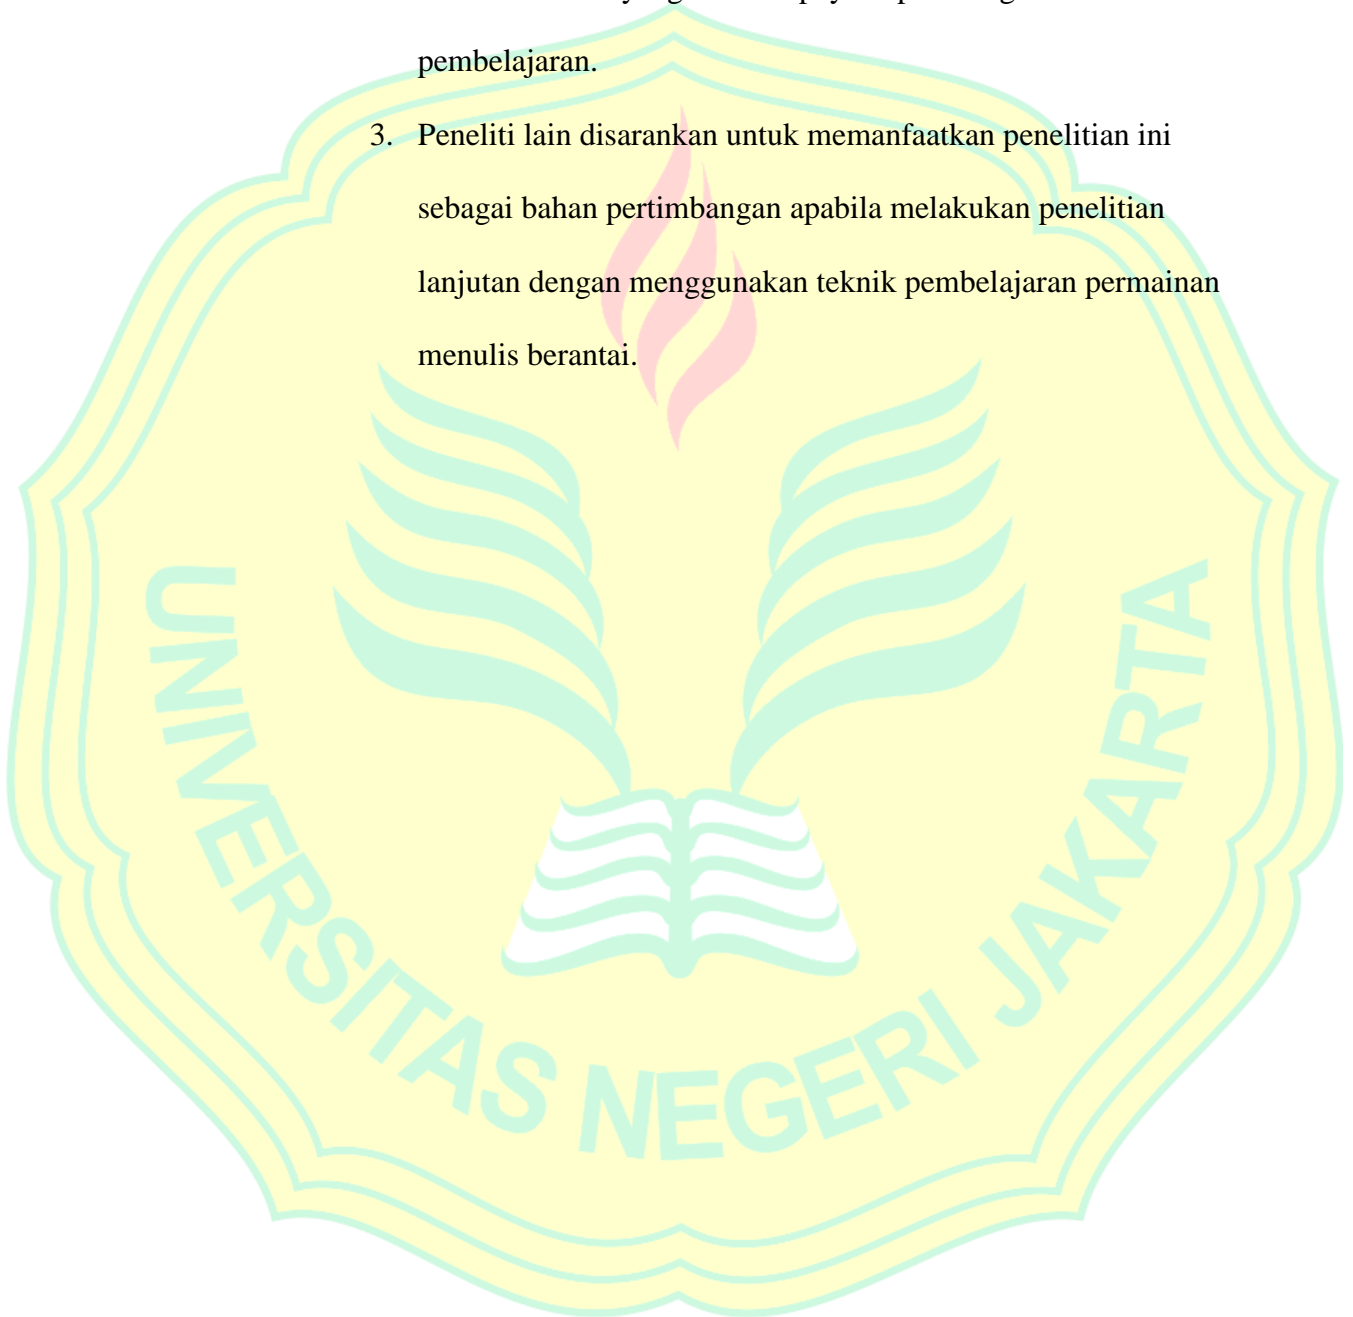 pembelajaran.
3. Peneliti lain disarankan untuk memanfaatkan penelitian ini
sebagai bahan pertimbangan apabila melakukan penelitian
lanjutan dengan menggunakan teknik pembelajaran permainan
menulis berantai.
UNIVERSITAS NEGERI JAKARTA